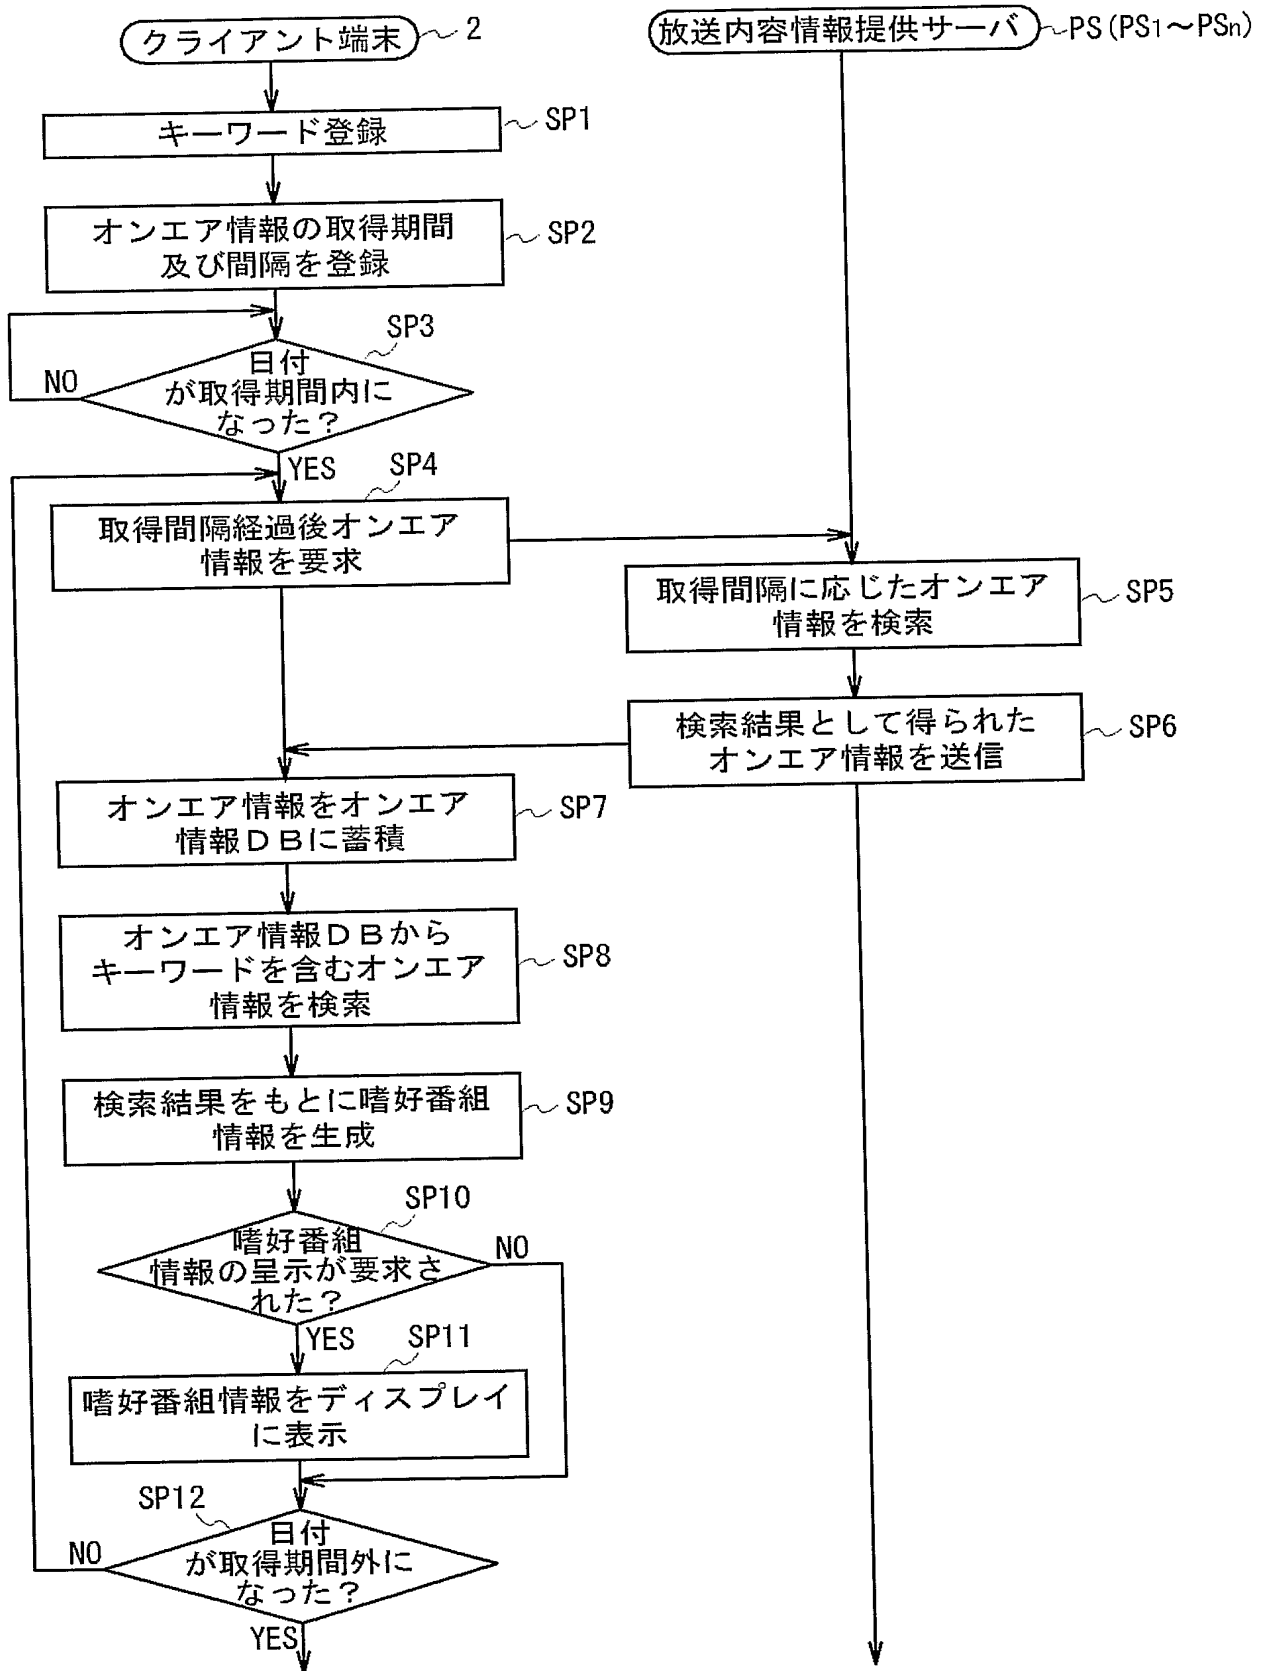 クライアント端末
2
放送内容情報提供サーバ
PS(PS1～PSn)
キーワード登録
SP1
オンエア情報の取得期間
及び間隔を登録
SP2
SP3
日付
が取得期間内に
なった？
NO
YES
SP4
取得間隔経過後オンエア
情報を要求
取得間隔に応じたオンエア
情報を検索
SP5
検索結果として得られた
オンエア情報を送信
SP6
オンエア情報をオンエア
情報ＤＢに蓄積
SP7
オンエア情報ＤＢから
キーワードを含むオンエア
情報を検索
SP8
検索結果をもとに嗜好番組
情報を生成
SP9
SP10
嗜好番組
情報の呈示が要求さ
れた？
NO
YES
SP11
嗜好番組情報をディスプレイ
に表示
SP12
日付
が取得期間外に
なった？
NO
YES